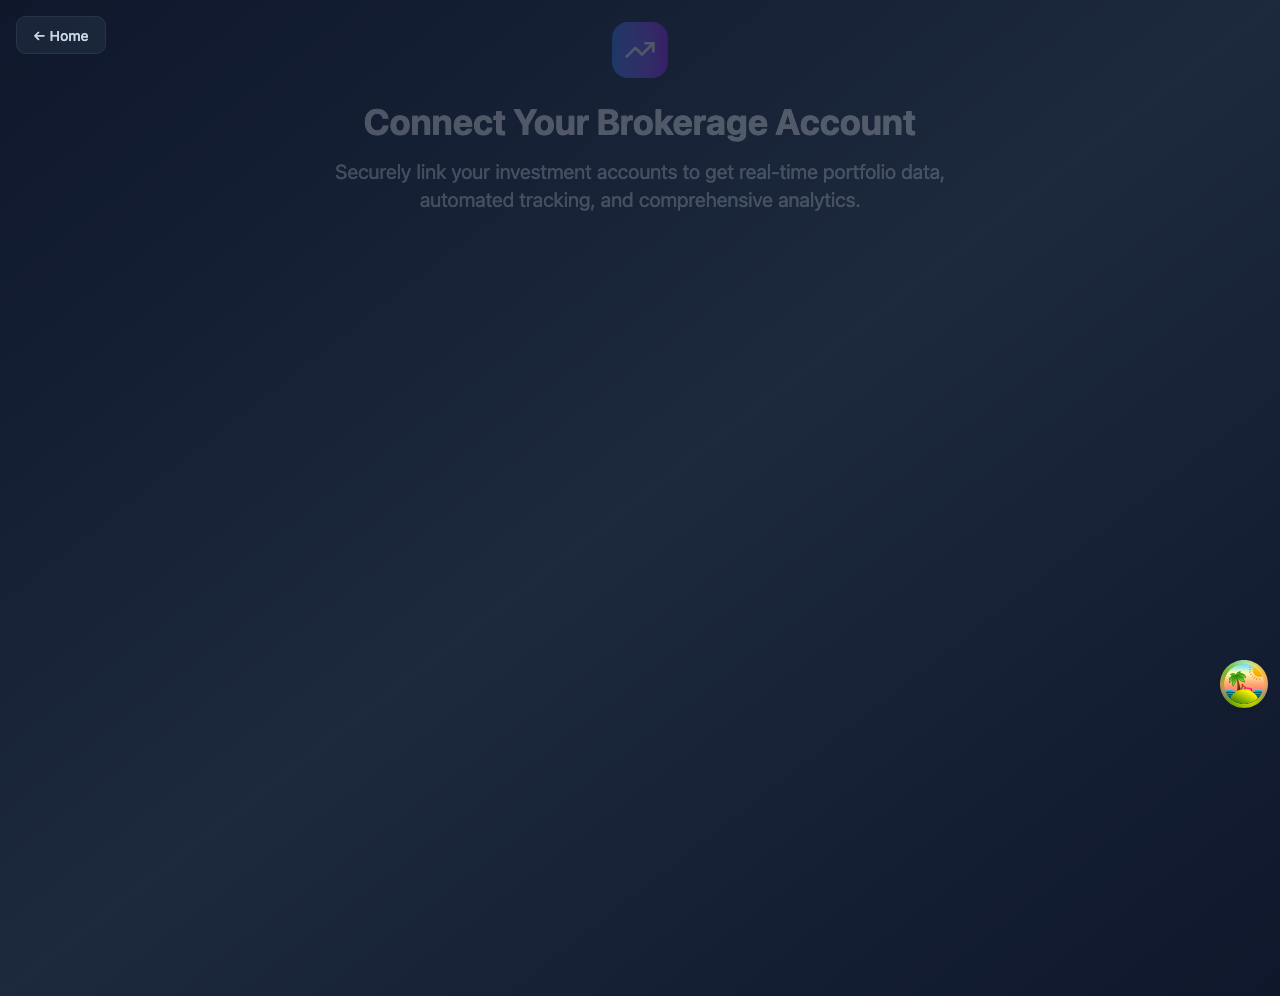 ← Home
Connect Your Brokerage Account
Securely link your investment accounts to get real-time portfolio data,
automated tracking, and comprehensive analytics.